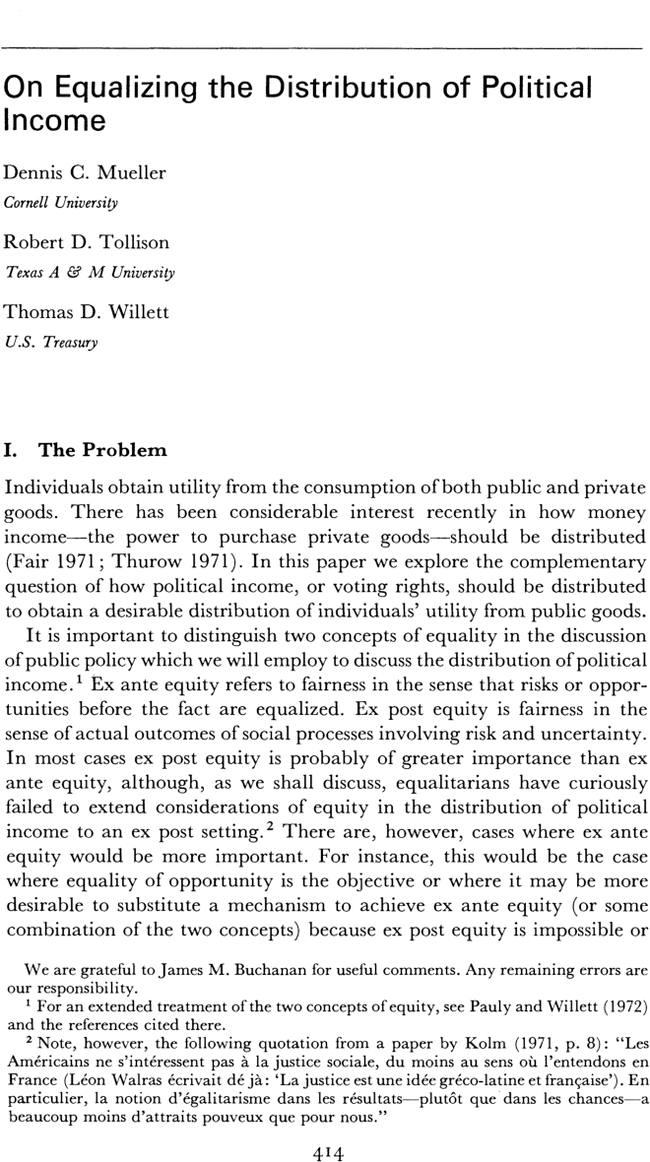 On Equalizing the Distribution of Political
Income
Dennis C. Mueller
Cornell University
Robert D. Tollison
Texas A & M University
Thomas D. Willett
U.S. Treasury
I. The Problem
Individuals obtain utility from the consumption of both public and private
goods. There has been considerable interest recently in how money
income—the power to purchase private goods—should be distributed
(Fair 1971; Thurow 1971). In this paper we explore the complementary
question of how political income, or voting rights, should be distributed
to obtain a desirable distribution of individuals' utility from public goods.
It is important to distinguish two concepts of equality in the discussion
of public policy which we will employ to discuss the distribution of political
income.¹ Ex ante equity refers to fairness in the sense that risks or oppor-
tunities before the fact are equalized. Ex post equity is fairness in the
sense of actual outcomes of social processes involving risk and uncertainty.
In most cases ex post equity is probably of greater importance than ex
ante equity, although, as we shall discuss, equalitarians have curiously
failed to extend considerations of equity in the distribution of political
income to an ex post setting.² There are, however, cases where ex ante
equity would be more important. For instance, this would be the case
where equality of opportunity is the objective or where it may be more
desirable to substitute a mechanism to achieve ex ante equity (or some
combination of the two concepts) because ex post equity is impossible or
We are grateful to James M. Buchanan for useful comments. Any remaining errors are
our responsibility.
¹ For an extended treatment of the two concepts of equity, see Pauly and Willett (1972)
and the references cited there.
² Note, however, the following quotation from a paper by Kolm (1971, p. 8): "Les
Américains ne s'intéressent pas à la justice sociale, du moins au sens où l'entendons en
France (Léon Walras écrivait dé jà: 'La justice est une idée gréco-latine et française'). En
particulier, la notion d'égalitarisme dans les résultats—plutôt que dans les chances—a
beaucoup moins d'attraits pouveux que pour nous."
414